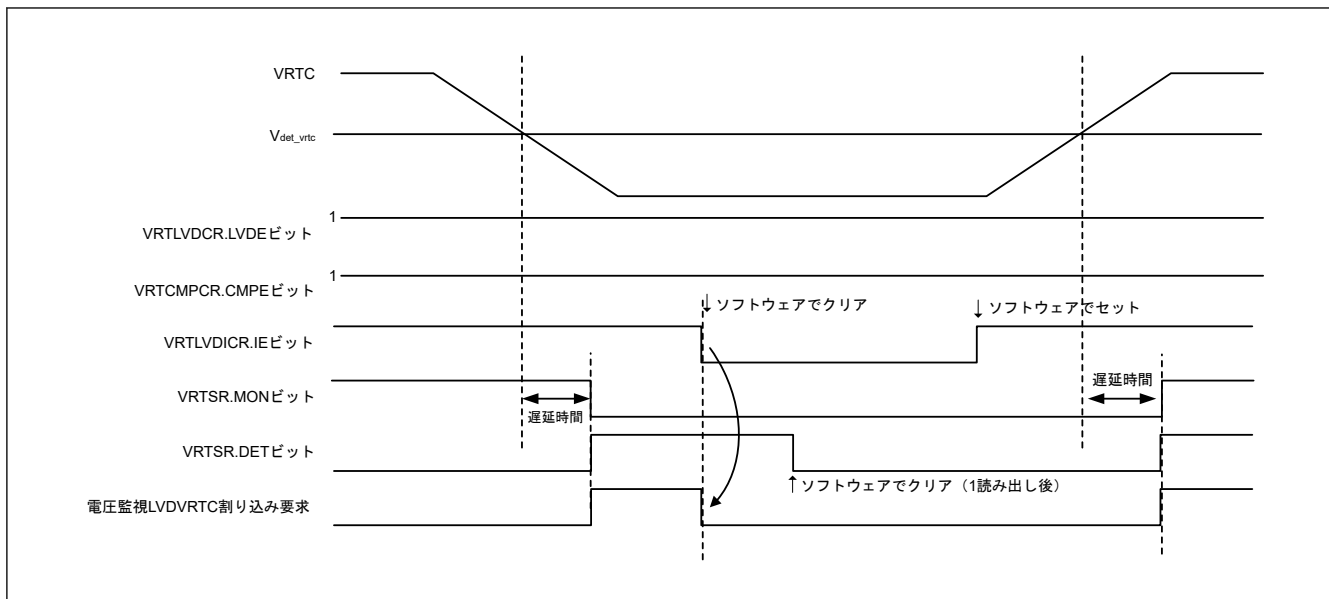 VRTC
Vdet_vrtc
1
VRTLVDCR.LVDEビット
1
VRTCMPCR.CMPEビット
↓ソフトウェアでクリア
↓ソフトウェアでセット
VRTLVDICR.IEビット
遅延時間
VRTSR.MONビット
遅延時間
VRTSR.DETビット
↑ソフトウェアでクリア（1読み出し後）
電圧監視LVDVRTC割り込み要求